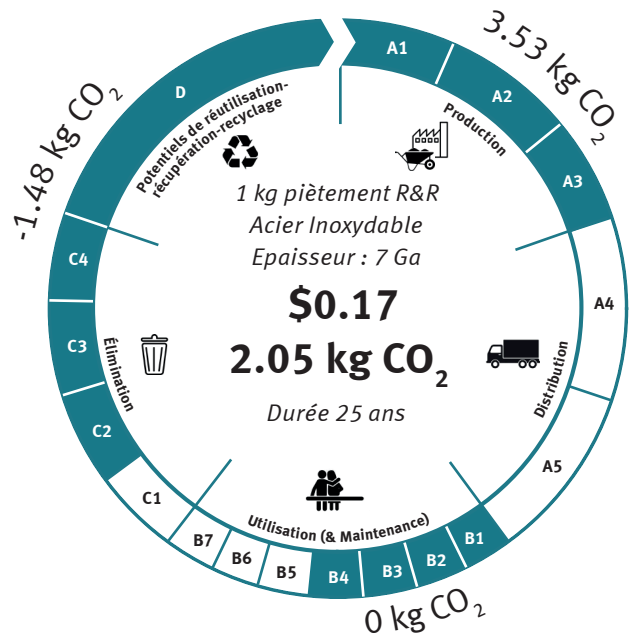 3.53 kg CO2
-1.48 kg CO2
0 kg CO2
A1
A2
A3
A4
A5
B1
B2
B3
B4
B5
B6
B7
C1
C2
C3
C4
D
Production
Distribution
Utilisation (& Maintenance)
Élimination
Potentiels de réutilisation-
récupération-recyclage
1 kg piètement R&R
Acier Inoxydable
Epaisseur : 7 Ga
$0.17
2.05 kg CO2
Durée 25 ans